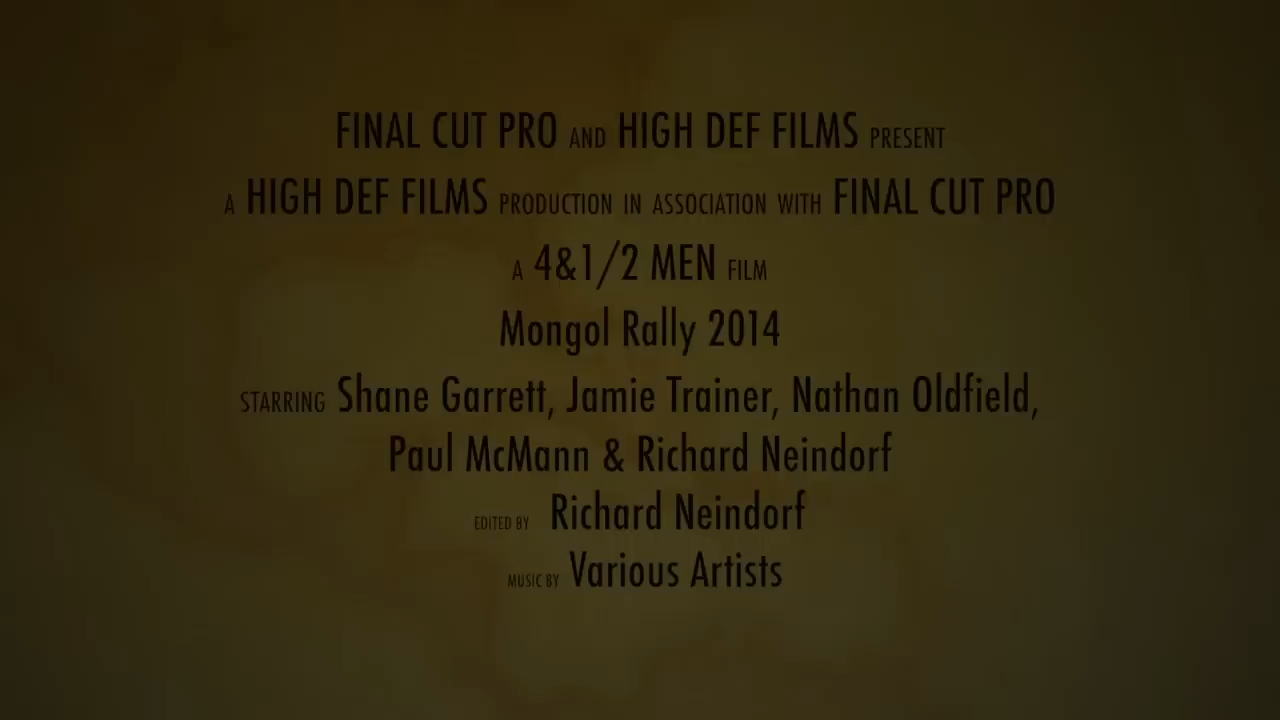 FINAL CUT PRO AND HIGH DEF FILMS PRESENT
A HIGH DEF FILMS PRODUCTION IN ASSOCIATION WITH FINAL CUT PRO
A 4&1/2 MEN FILM
Mongol Rally 2014
STARRING Shane Garrett, Jamie Trainer, Nathan Oldfield,
Paul McMann & Richard Neindorf
EDITED BY Richard Neindorf
MUSIC BY Various Artists